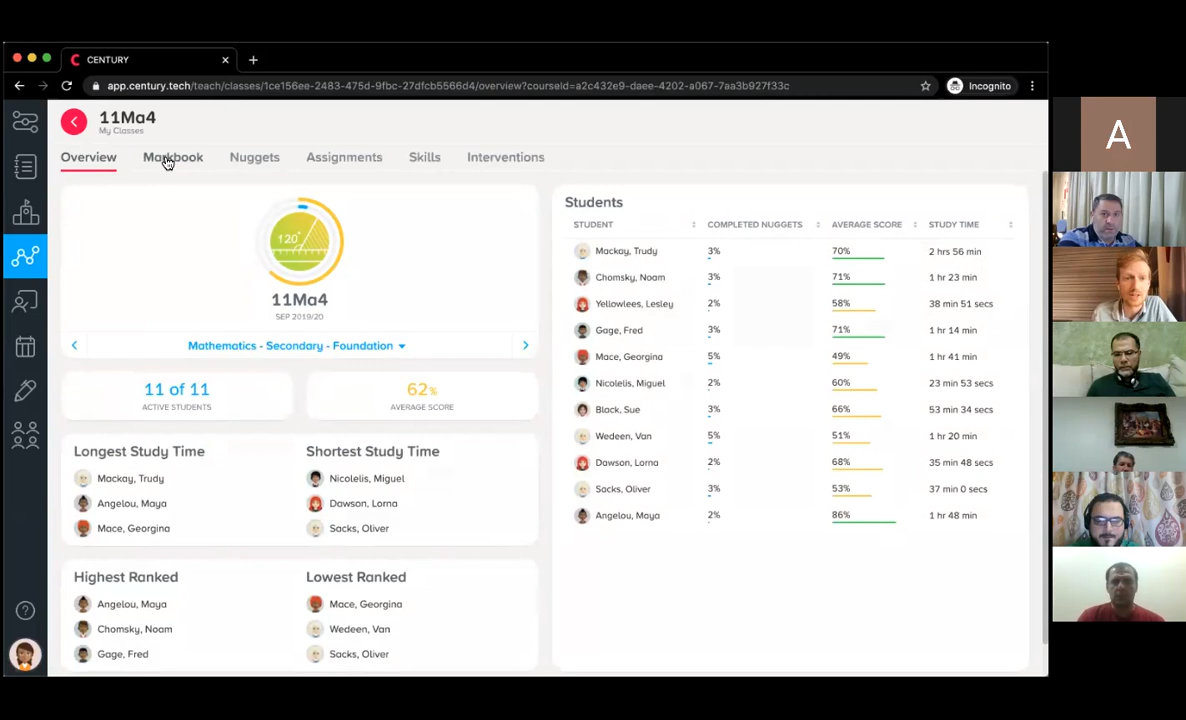 CENTURY
app.century.tech/teach/classes/1ce156ee-2483-475d-9fbc-27dfcb5566d4/overview?courseId=a2c432e9-daee-4202-a067-7aa3b927f33c
Incognito
11Ma4
My Classes
Overview Markbook Nuggets Assignments Skills Interventions
120°
11Ma4
SEP 2019/20
Mathematics - Secondary - Foundation
11 of 11
ACTIVE STUDENTS
62%
AVERAGE SCORE
Longest Study Time
Mackay, Trudy
Angelou, Maya
Mace, Georgina
Shortest Study Time
Nicolelis, Miguel
Dawson, Lorna
Sacks, Oliver
Highest Ranked
Angelou, Maya
Chomsky, Noam
Gage, Fred
Lowest Ranked
Mace, Georgina
Wedeen, Van
Sacks, Oliver
Students
STUDENT COMPLETED NUGGETS AVERAGE SCORE STUDY TIME
Mackay, Trudy 3% 70% 2 hrs 56 min
Chomsky, Noam 3% 71% 1 hr 23 min
Yellowlees, Lesley 2% 58% 38 min 51 secs
Gage, Fred 3% 71% 1 hr 14 min
Mace, Georgina 5% 49% 1 hr 41 min
Nicolelis, Miguel 2% 60% 23 min 53 secs
Black, Sue 3% 66% 53 min 34 secs
Wedeen, Van 5% 51% 1 hr 20 min
Dawson, Lorna 2% 68% 35 min 48 secs
Sacks, Oliver 3% 53% 37 min 0 secs
Angelou, Maya 2% 86% 1 hr 48 min
A